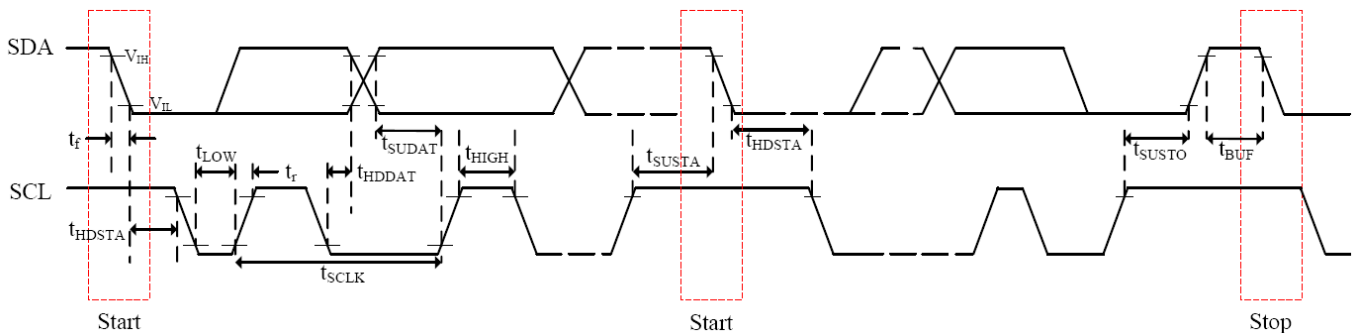 SDA
VIH
VIL
tf
tLOW
tr
tHDDAT
tSUDAT
tHIGH
tSUSTA
tHDSTA
tSUSTO
tBUF
SCL
tHDSTA
tSCLK
Start
Start
Stop